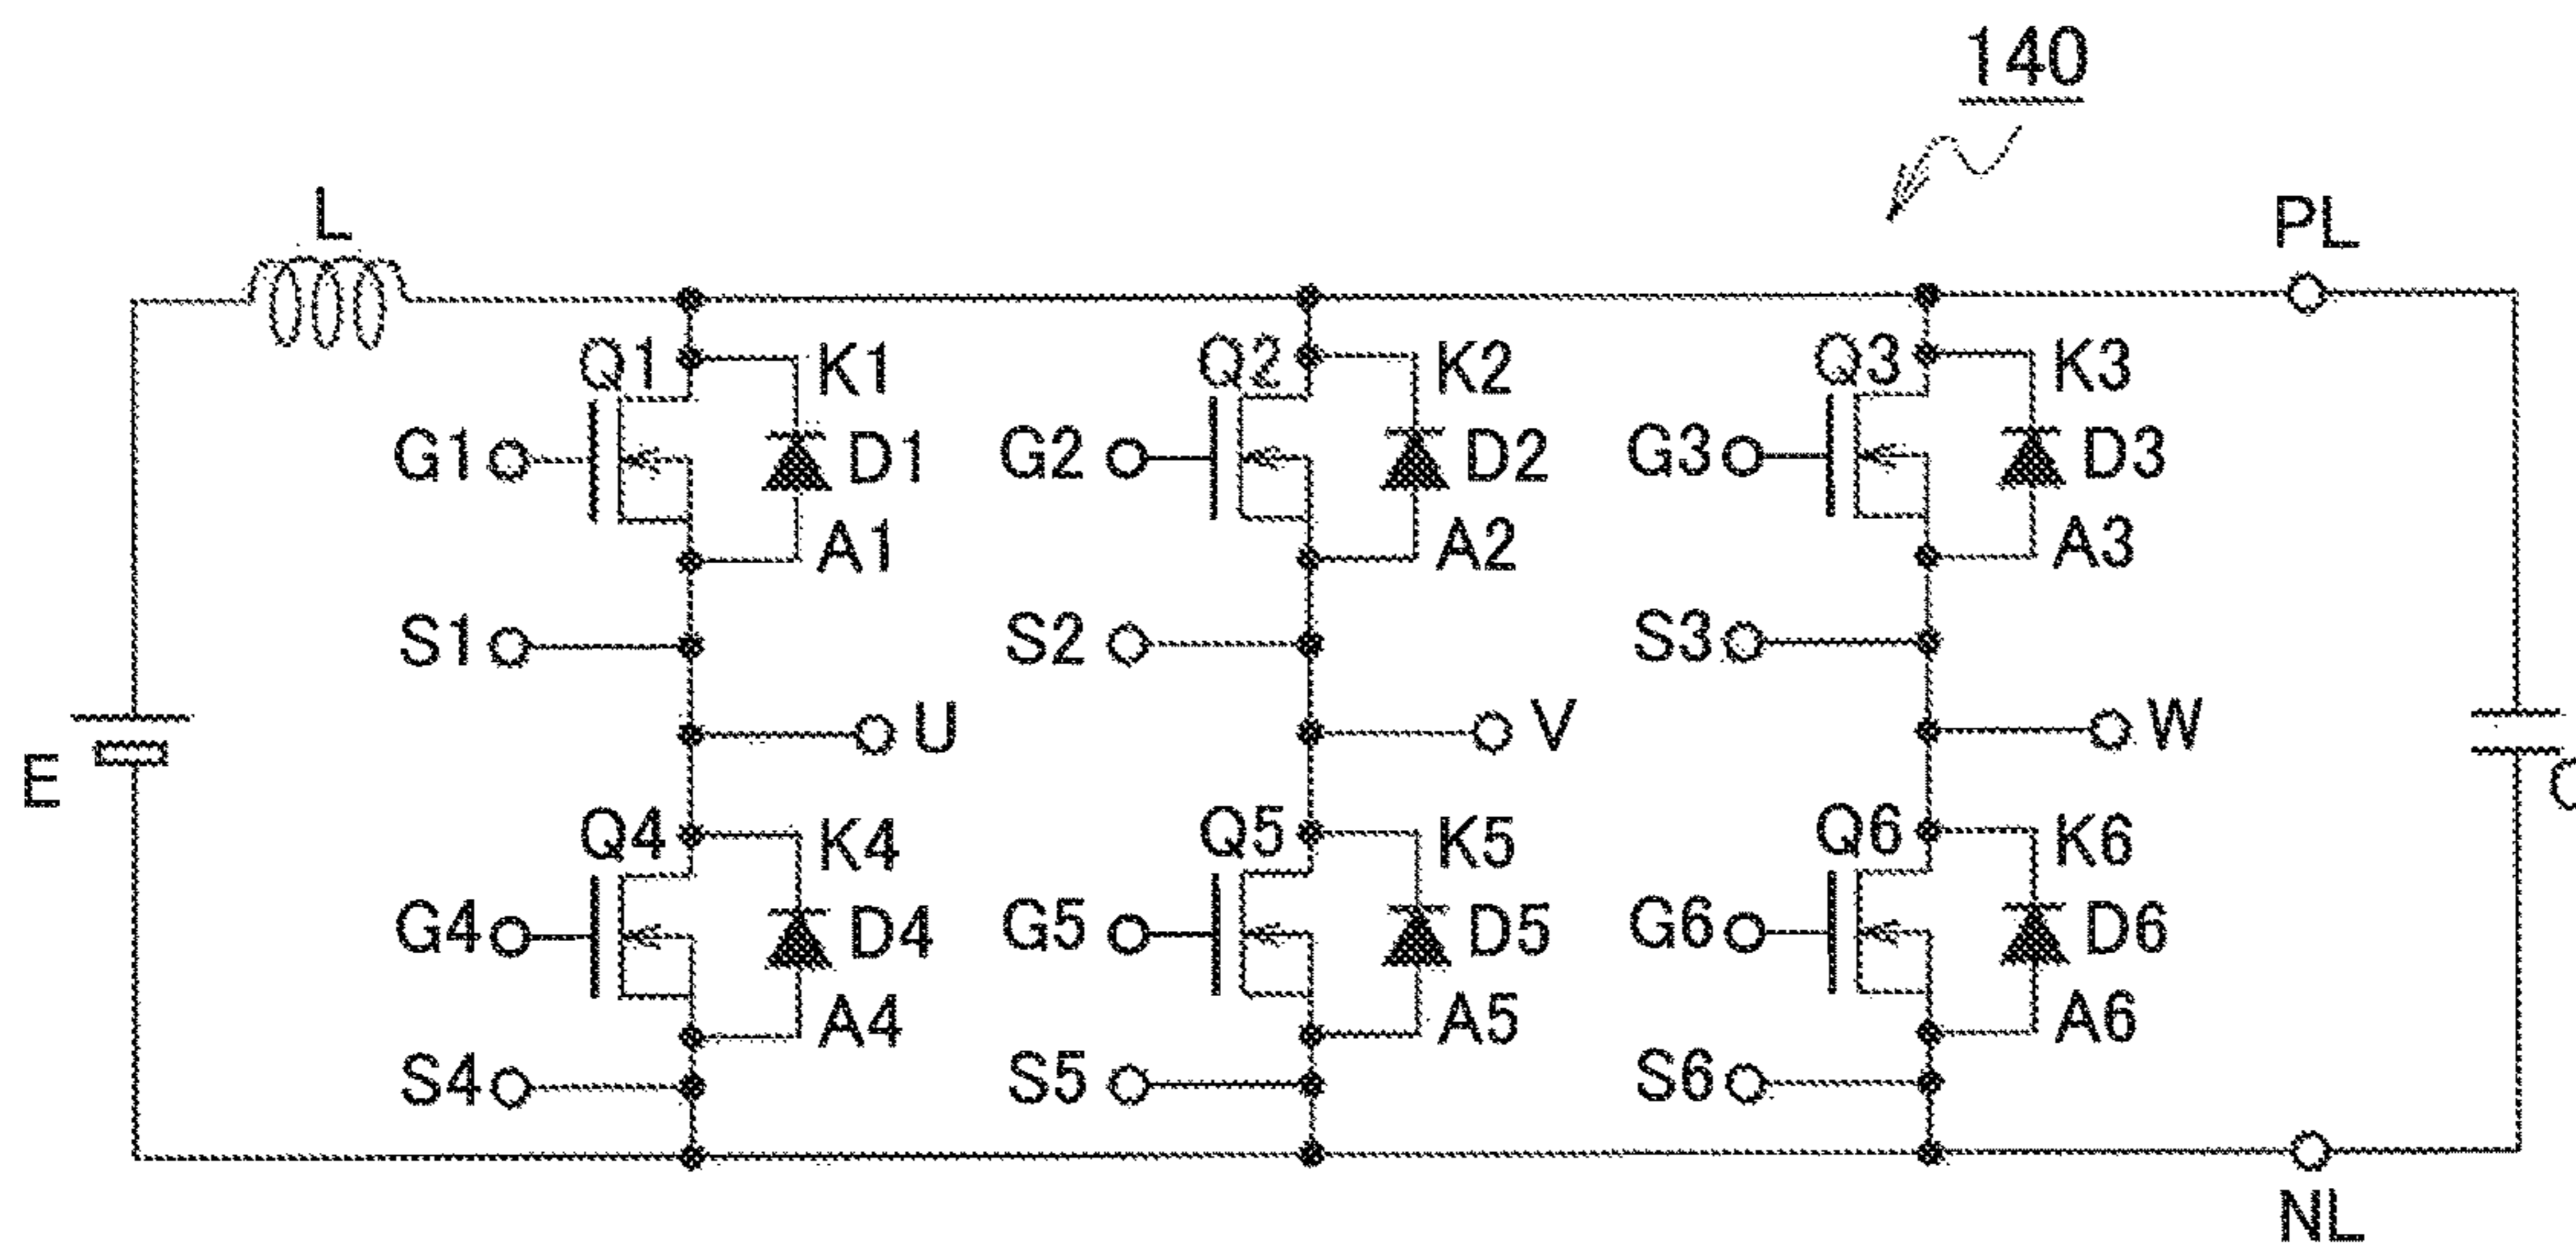 140
L
PL
Q1 K1 Q2 K2 Q3 K3
G1 D1 G2 D2 G3 D3
A1 A2 A3
S1 S2 S3
U V W
E
Q4 K4 Q5 K5 Q6 K6
G4 D4 G5 D5 G6 D6
A4 A5 A6
S4 S5 S6
NL